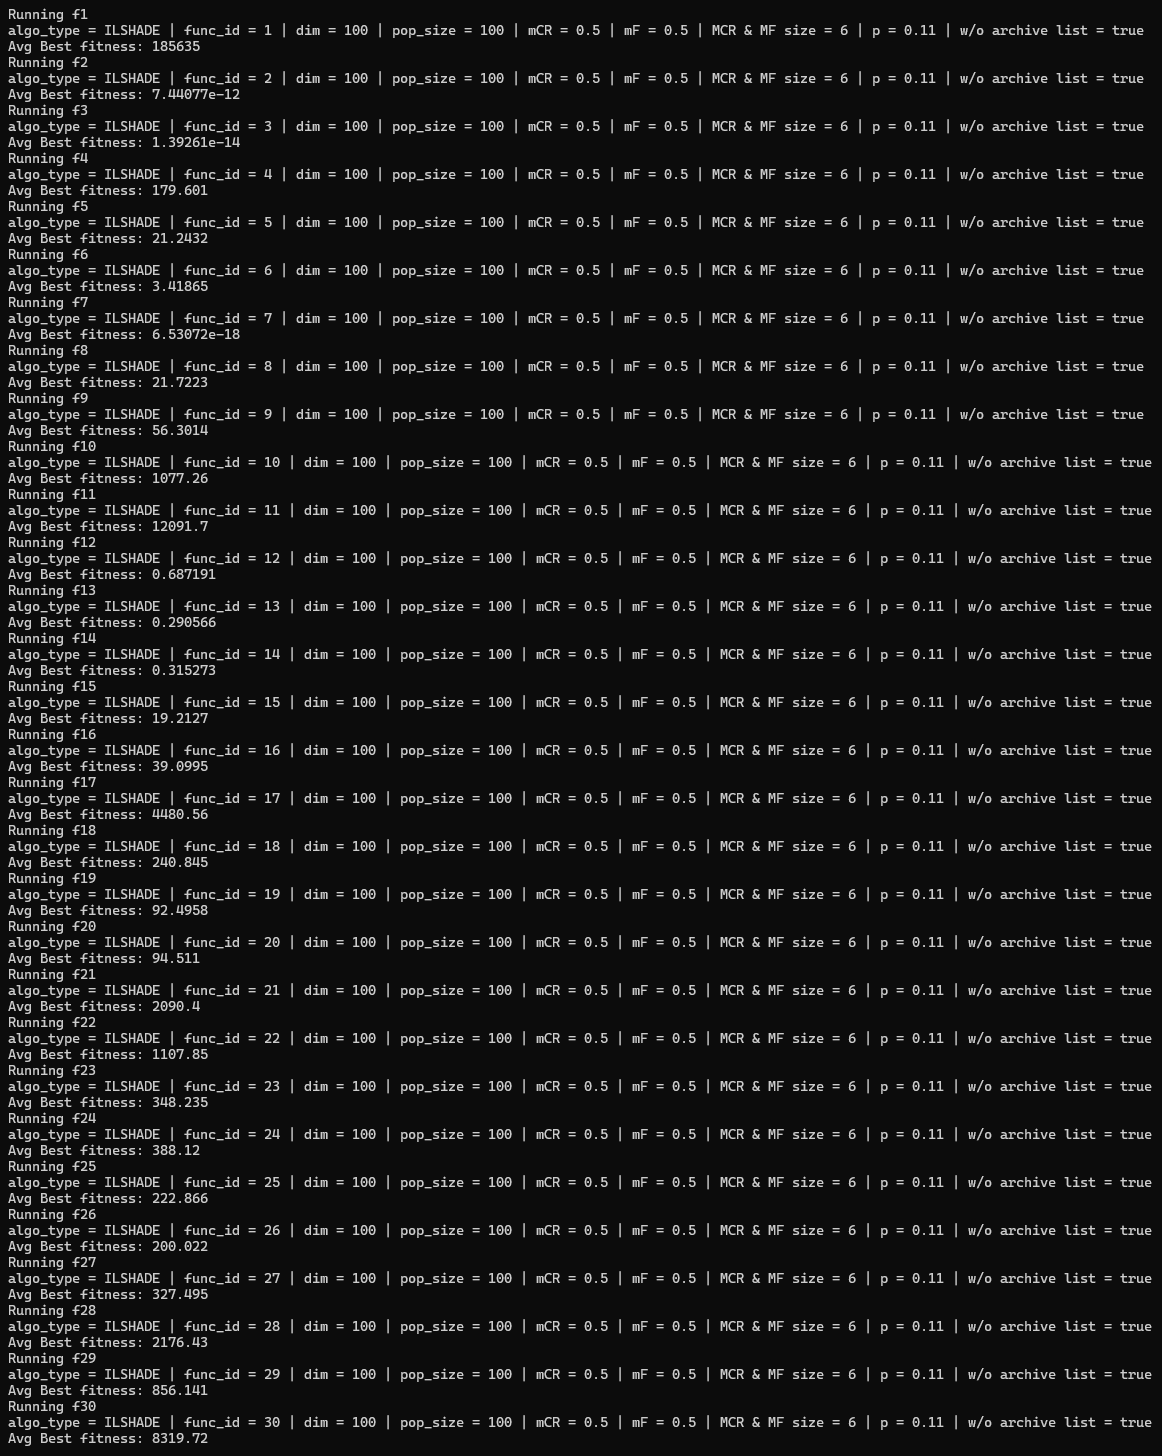 Running f1
algo_type = ILSHADE | func_id = 1 | dim = 100 | pop_size = 100 | mCR = 0.5 | mF = 0.5 | MCR & MF size = 6 | p = 0.11 | w/o archive list = true
Avg Best fitness: 185635
Running f2
algo_type = ILSHADE | func_id = 2 | dim = 100 | pop_size = 100 | mCR = 0.5 | mF = 0.5 | MCR & MF size = 6 | p = 0.11 | w/o archive list = true
Avg Best fitness: 7.44077e-12
Running f3
algo_type = ILSHADE | func_id = 3 | dim = 100 | pop_size = 100 | mCR = 0.5 | mF = 0.5 | MCR & MF size = 6 | p = 0.11 | w/o archive list = true
Avg Best fitness: 1.39261e-14
Running f4
algo_type = ILSHADE | func_id = 4 | dim = 100 | pop_size = 100 | mCR = 0.5 | mF = 0.5 | MCR & MF size = 6 | p = 0.11 | w/o archive list = true
Avg Best fitness: 179.601
Running f5
algo_type = ILSHADE | func_id = 5 | dim = 100 | pop_size = 100 | mCR = 0.5 | mF = 0.5 | MCR & MF size = 6 | p = 0.11 | w/o archive list = true
Avg Best fitness: 21.2432
Running f6
algo_type = ILSHADE | func_id = 6 | dim = 100 | pop_size = 100 | mCR = 0.5 | mF = 0.5 | MCR & MF size = 6 | p = 0.11 | w/o archive list = true
Avg Best fitness: 3.41865
Running f7
algo_type = ILSHADE | func_id = 7 | dim = 100 | pop_size = 100 | mCR = 0.5 | mF = 0.5 | MCR & MF size = 6 | p = 0.11 | w/o archive list = true
Avg Best fitness: 6.53072e-18
Running f8
algo_type = ILSHADE | func_id = 8 | dim = 100 | pop_size = 100 | mCR = 0.5 | mF = 0.5 | MCR & MF size = 6 | p = 0.11 | w/o archive list = true
Avg Best fitness: 21.7223
Running f9
algo_type = ILSHADE | func_id = 9 | dim = 100 | pop_size = 100 | mCR = 0.5 | mF = 0.5 | MCR & MF size = 6 | p = 0.11 | w/o archive list = true
Avg Best fitness: 56.3014
Running f10
algo_type = ILSHADE | func_id = 10 | dim = 100 | pop_size = 100 | mCR = 0.5 | mF = 0.5 | MCR & MF size = 6 | p = 0.11 | w/o archive list = true
Avg Best fitness: 1077.26
Running f11
algo_type = ILSHADE | func_id = 11 | dim = 100 | pop_size = 100 | mCR = 0.5 | mF = 0.5 | MCR & MF size = 6 | p = 0.11 | w/o archive list = true
Avg Best fitness: 12091.7
Running f12
algo_type = ILSHADE | func_id = 12 | dim = 100 | pop_size = 100 | mCR = 0.5 | mF = 0.5 | MCR & MF size = 6 | p = 0.11 | w/o archive list = true
Avg Best fitness: 0.687191
Running f13
algo_type = ILSHADE | func_id = 13 | dim = 100 | pop_size = 100 | mCR = 0.5 | mF = 0.5 | MCR & MF size = 6 | p = 0.11 | w/o archive list = true
Avg Best fitness: 0.290566
Running f14
algo_type = ILSHADE | func_id = 14 | dim = 100 | pop_size = 100 | mCR = 0.5 | mF = 0.5 | MCR & MF size = 6 | p = 0.11 | w/o archive list = true
Avg Best fitness: 0.315273
Running f15
algo_type = ILSHADE | func_id = 15 | dim = 100 | pop_size = 100 | mCR = 0.5 | mF = 0.5 | MCR & MF size = 6 | p = 0.11 | w/o archive list = true
Avg Best fitness: 19.2127
Running f16
algo_type = ILSHADE | func_id = 16 | dim = 100 | pop_size = 100 | mCR = 0.5 | mF = 0.5 | MCR & MF size = 6 | p = 0.11 | w/o archive list = true
Avg Best fitness: 39.0995
Running f17
algo_type = ILSHADE | func_id = 17 | dim = 100 | pop_size = 100 | mCR = 0.5 | mF = 0.5 | MCR & MF size = 6 | p = 0.11 | w/o archive list = true
Avg Best fitness: 4480.56
Running f18
algo_type = ILSHADE | func_id = 18 | dim = 100 | pop_size = 100 | mCR = 0.5 | mF = 0.5 | MCR & MF size = 6 | p = 0.11 | w/o archive list = true
Avg Best fitness: 240.845
Running f19
algo_type = ILSHADE | func_id = 19 | dim = 100 | pop_size = 100 | mCR = 0.5 | mF = 0.5 | MCR & MF size = 6 | p = 0.11 | w/o archive list = true
Avg Best fitness: 92.4958
Running f20
algo_type = ILSHADE | func_id = 20 | dim = 100 | pop_size = 100 | mCR = 0.5 | mF = 0.5 | MCR & MF size = 6 | p = 0.11 | w/o archive list = true
Avg Best fitness: 94.511
Running f21
algo_type = ILSHADE | func_id = 21 | dim = 100 | pop_size = 100 | mCR = 0.5 | mF = 0.5 | MCR & MF size = 6 | p = 0.11 | w/o archive list = true
Avg Best fitness: 2090.4
Running f22
algo_type = ILSHADE | func_id = 22 | dim = 100 | pop_size = 100 | mCR = 0.5 | mF = 0.5 | MCR & MF size = 6 | p = 0.11 | w/o archive list = true
Avg Best fitness: 1107.85
Running f23
algo_type = ILSHADE | func_id = 23 | dim = 100 | pop_size = 100 | mCR = 0.5 | mF = 0.5 | MCR & MF size = 6 | p = 0.11 | w/o archive list = true
Avg Best fitness: 348.235
Running f24
algo_type = ILSHADE | func_id = 24 | dim = 100 | pop_size = 100 | mCR = 0.5 | mF = 0.5 | MCR & MF size = 6 | p = 0.11 | w/o archive list = true
Avg Best fitness: 388.12
Running f25
algo_type = ILSHADE | func_id = 25 | dim = 100 | pop_size = 100 | mCR = 0.5 | mF = 0.5 | MCR & MF size = 6 | p = 0.11 | w/o archive list = true
Avg Best fitness: 222.866
Running f26
algo_type = ILSHADE | func_id = 26 | dim = 100 | pop_size = 100 | mCR = 0.5 | mF = 0.5 | MCR & MF size = 6 | p = 0.11 | w/o archive list = true
Avg Best fitness: 200.022
Running f27
algo_type = ILSHADE | func_id = 27 | dim = 100 | pop_size = 100 | mCR = 0.5 | mF = 0.5 | MCR & MF size = 6 | p = 0.11 | w/o archive list = true
Avg Best fitness: 327.495
Running f28
algo_type = ILSHADE | func_id = 28 | dim = 100 | pop_size = 100 | mCR = 0.5 | mF = 0.5 | MCR & MF size = 6 | p = 0.11 | w/o archive list = true
Avg Best fitness: 2176.43
Running f29
algo_type = ILSHADE | func_id = 29 | dim = 100 | pop_size = 100 | mCR = 0.5 | mF = 0.5 | MCR & MF size = 6 | p = 0.11 | w/o archive list = true
Avg Best fitness: 856.141
Running f30
algo_type = ILSHADE | func_id = 30 | dim = 100 | pop_size = 100 | mCR = 0.5 | mF = 0.5 | MCR & MF size = 6 | p = 0.11 | w/o archive list = true
Avg Best fitness: 8319.72